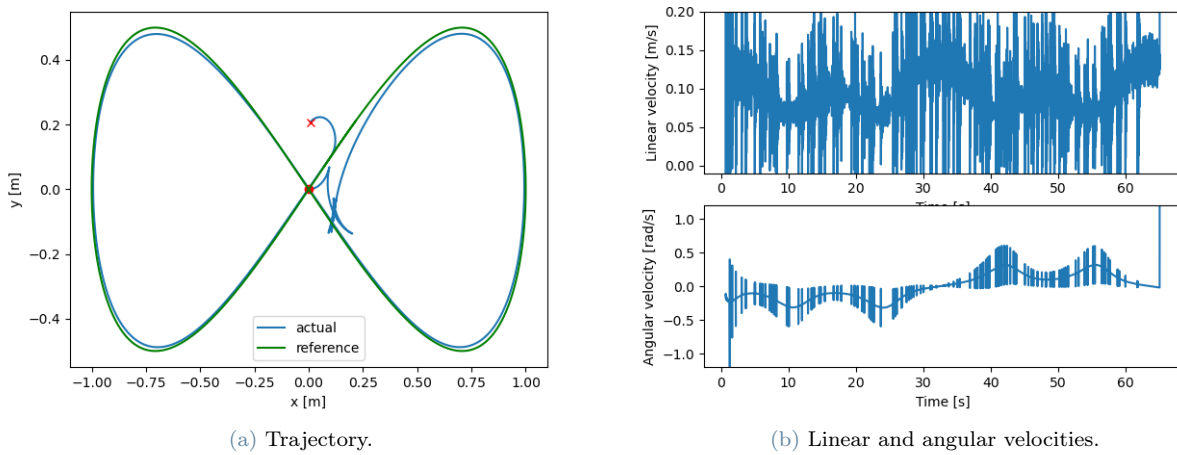 0.4
0.2
0.0
−0.2
−0.4
y [m]
actual
reference
−1.00 −0.75 −0.50 −0.25 0.00 0.25 0.50 0.75 1.00
x [m]
(a) Trajectory.
0.20
0.15
0.10
0.05
0.00
Linear velocity [m/s]
0 10 20 30 40 50 60
Time [s]
1.0
0.5
0.0
−0.5
−1.0
Angular velocity [rad/s]
0 10 20 30 40 50 60
Time [s]
(b) Linear and angular velocities.